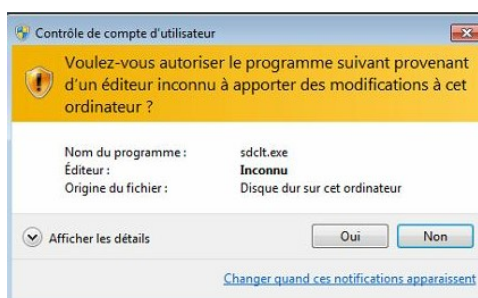 Contrôle de compte d'utilisateur
Voulez-vous autoriser le programme suivant provenant
d'un éditeur inconnu à apporter des modifications à cet
ordinateur ?
Nom du programme : sdclt.exe
Éditeur : Inconnu
Origine du fichier : Disque dur sur cet ordinateur
Afficher les détails Oui Non
Changer quand ces notifications apparaissent